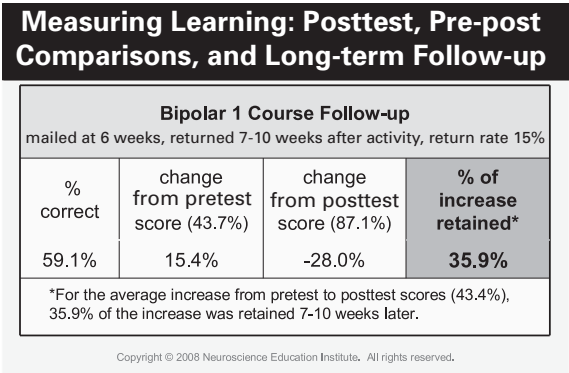 Measuring Learning: Posttest, Pre-post
Comparisons, and Long-term Follow-up
Bipolar 1 Course Follow-up
mailed at 6 weeks, returned 7-10 weeks after activity, return rate 15%
%
correct
change
from pretest
score (43.7%)
change
from posttest
score (87.1%)
% of
increase
retained*
59.1%
15.4%
-28.0%
35.9%
*For the average increase from pretest to posttest scores (43.4%),
35.9% of the increase was retained 7-10 weeks later.
Copyright © 2008 Neuroscience Education Institute. All rights reserved.